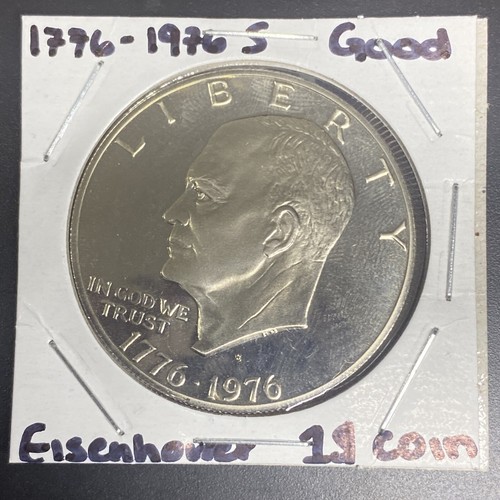 1776-1976 S Good
LIBERTY
IN GOD WE
TRUST
S
1776·1976
Eisenhower 1$ coin